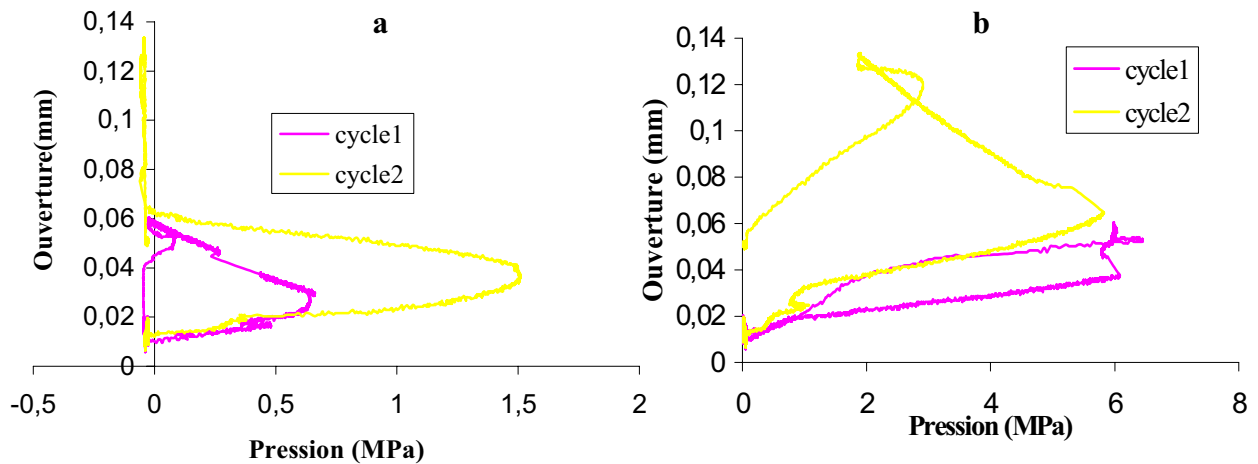 a
0,14
0,12
0,1
0,08
0,06
0,04
0,02
0
Ouverture(mm)
cycle1
cycle2
-0,5 0 0,5 1 1,5 2
Pression (MPa)
b
0,14
0,12
0,1
0,08
0,06
0,04
0,02
0
Ouverture (mm)
cycle1
cycle2
0 2 4 6 8
Pression (MPa)